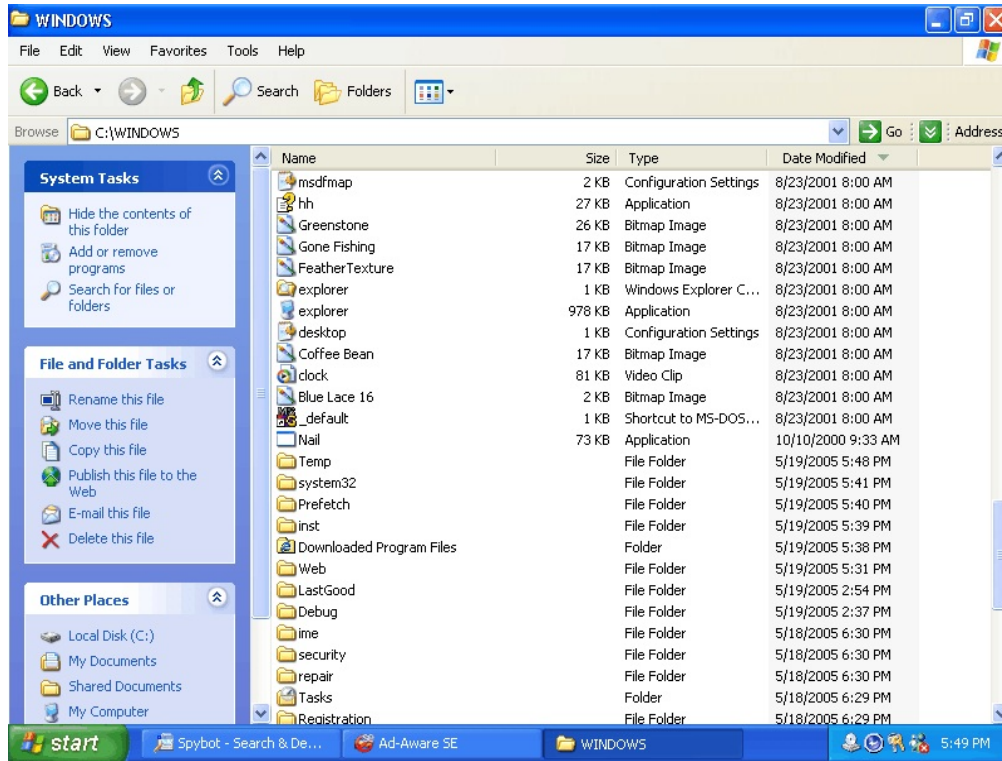 WINDOWS
File Edit View Favorites Tools Help
Back Search Folders
Browse C:\WINDOWS Go Address
System Tasks
Hide the contents of
this folder
Add or remove
programs
Search for files or
folders
File and Folder Tasks
Rename this file
Move this file
Copy this file
Publish this file to the
Web
E-mail this file
Delete this file
Other Places
Local Disk (C:)
My Documents
Shared Documents
My Computer
Name Size Type Date Modified
msdfmap 2 KB Configuration Settings 8/23/2001 8:00 AM
hh 27 KB Application 8/23/2001 8:00 AM
Greenstone 26 KB Bitmap Image 8/23/2001 8:00 AM
Gone Fishing 17 KB Bitmap Image 8/23/2001 8:00 AM
FeatherTexture 17 KB Bitmap Image 8/23/2001 8:00 AM
explorer 1 KB Windows Explorer C... 8/23/2001 8:00 AM
explorer 978 KB Application 8/23/2001 8:00 AM
desktop 1 KB Configuration Settings 8/23/2001 8:00 AM
Coffee Bean 17 KB Bitmap Image 8/23/2001 8:00 AM
clock 81 KB Video Clip 8/23/2001 8:00 AM
Blue Lace 16 2 KB Bitmap Image 8/23/2001 8:00 AM
_default 1 KB Shortcut to MS-DOS... 8/23/2001 8:00 AM
Nail 73 KB Application 10/10/2000 9:33 AM
Temp File Folder 5/19/2005 5:48 PM
system32 File Folder 5/19/2005 5:41 PM
Prefetch File Folder 5/19/2005 5:40 PM
inst File Folder 5/19/2005 5:39 PM
Downloaded Program Files Folder 5/19/2005 5:38 PM
Web File Folder 5/19/2005 5:31 PM
LastGood File Folder 5/19/2005 2:54 PM
Debug File Folder 5/19/2005 2:37 PM
ime File Folder 5/18/2005 6:30 PM
security File Folder 5/18/2005 6:30 PM
repair File Folder 5/18/2005 6:30 PM
Tasks Folder 5/18/2005 6:29 PM
Registration File Folder 5/18/2005 6:29 PM
start Spybot - Search & De... Ad-Aware SE WINDOWS 5:49 PM